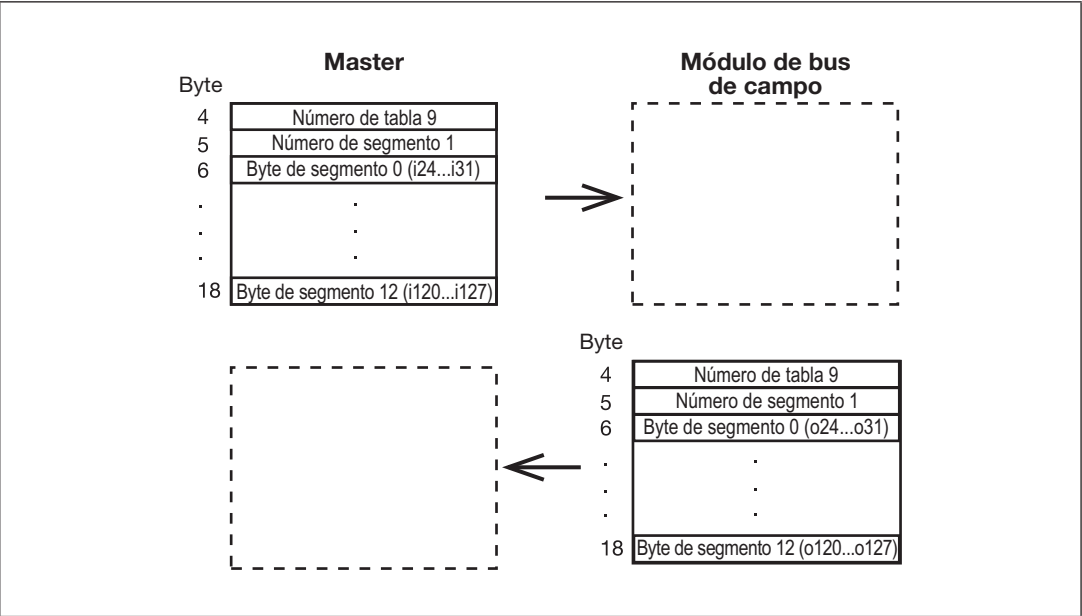 Master
Byte
4 Número de tabla 9
5 Número de segmento 1
6 Byte de segmento 0 (i24...i31)
. .
. .
. .
18 Byte de segmento 12 (i120...i127)
Módulo de bus
de campo
Byte
4 Número de tabla 9
5 Número de segmento 1
6 Byte de segmento 0 (o24...o31)
. .
. .
. .
18 Byte de segmento 12 (o120...o127)